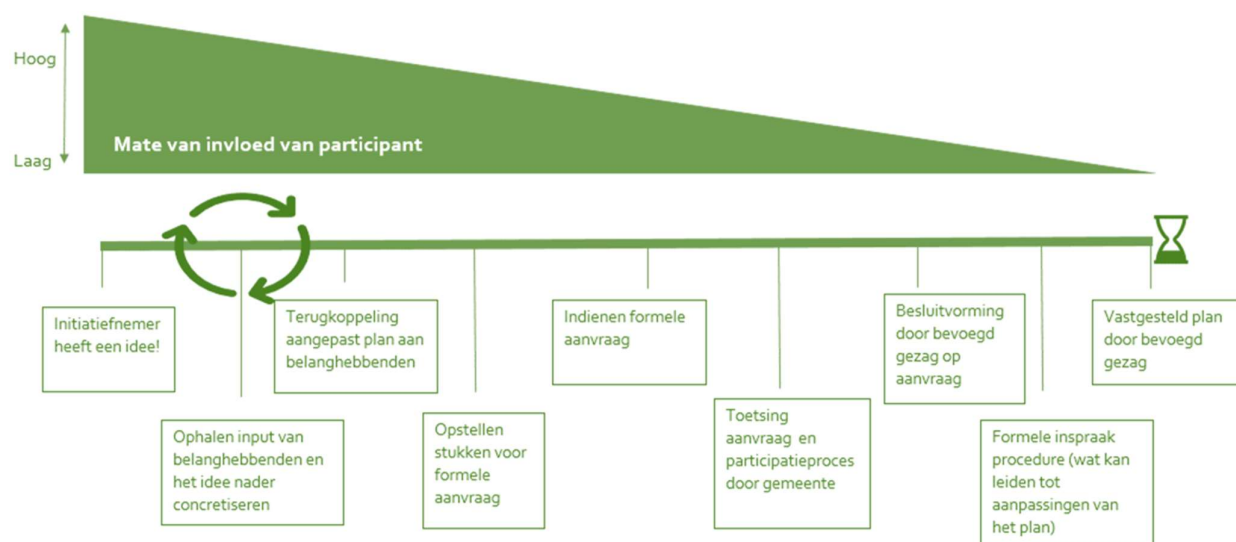 Hoog
Mate van invloed van participant
Laag
Initiatiefnemer
heeft een idee!
Ophalen input van
belanghebbenden en
het idee nader
concretiseren
Terugkoppeling
aangepast plan aan
belanghebbenden
Opstellen
stukken voor
formele
aanvraag
Indienen formele
aanvraag
Toetsing
aanvraag en
participatieproces
door gemeente
Besluitvorming
door bevoegd
gezag op
aanvraag
Formele inspraak
procedure (wat kan
leiden tot
aanpassingen van
het plan)
Vastgesteld plan
door bevoegd
gezag